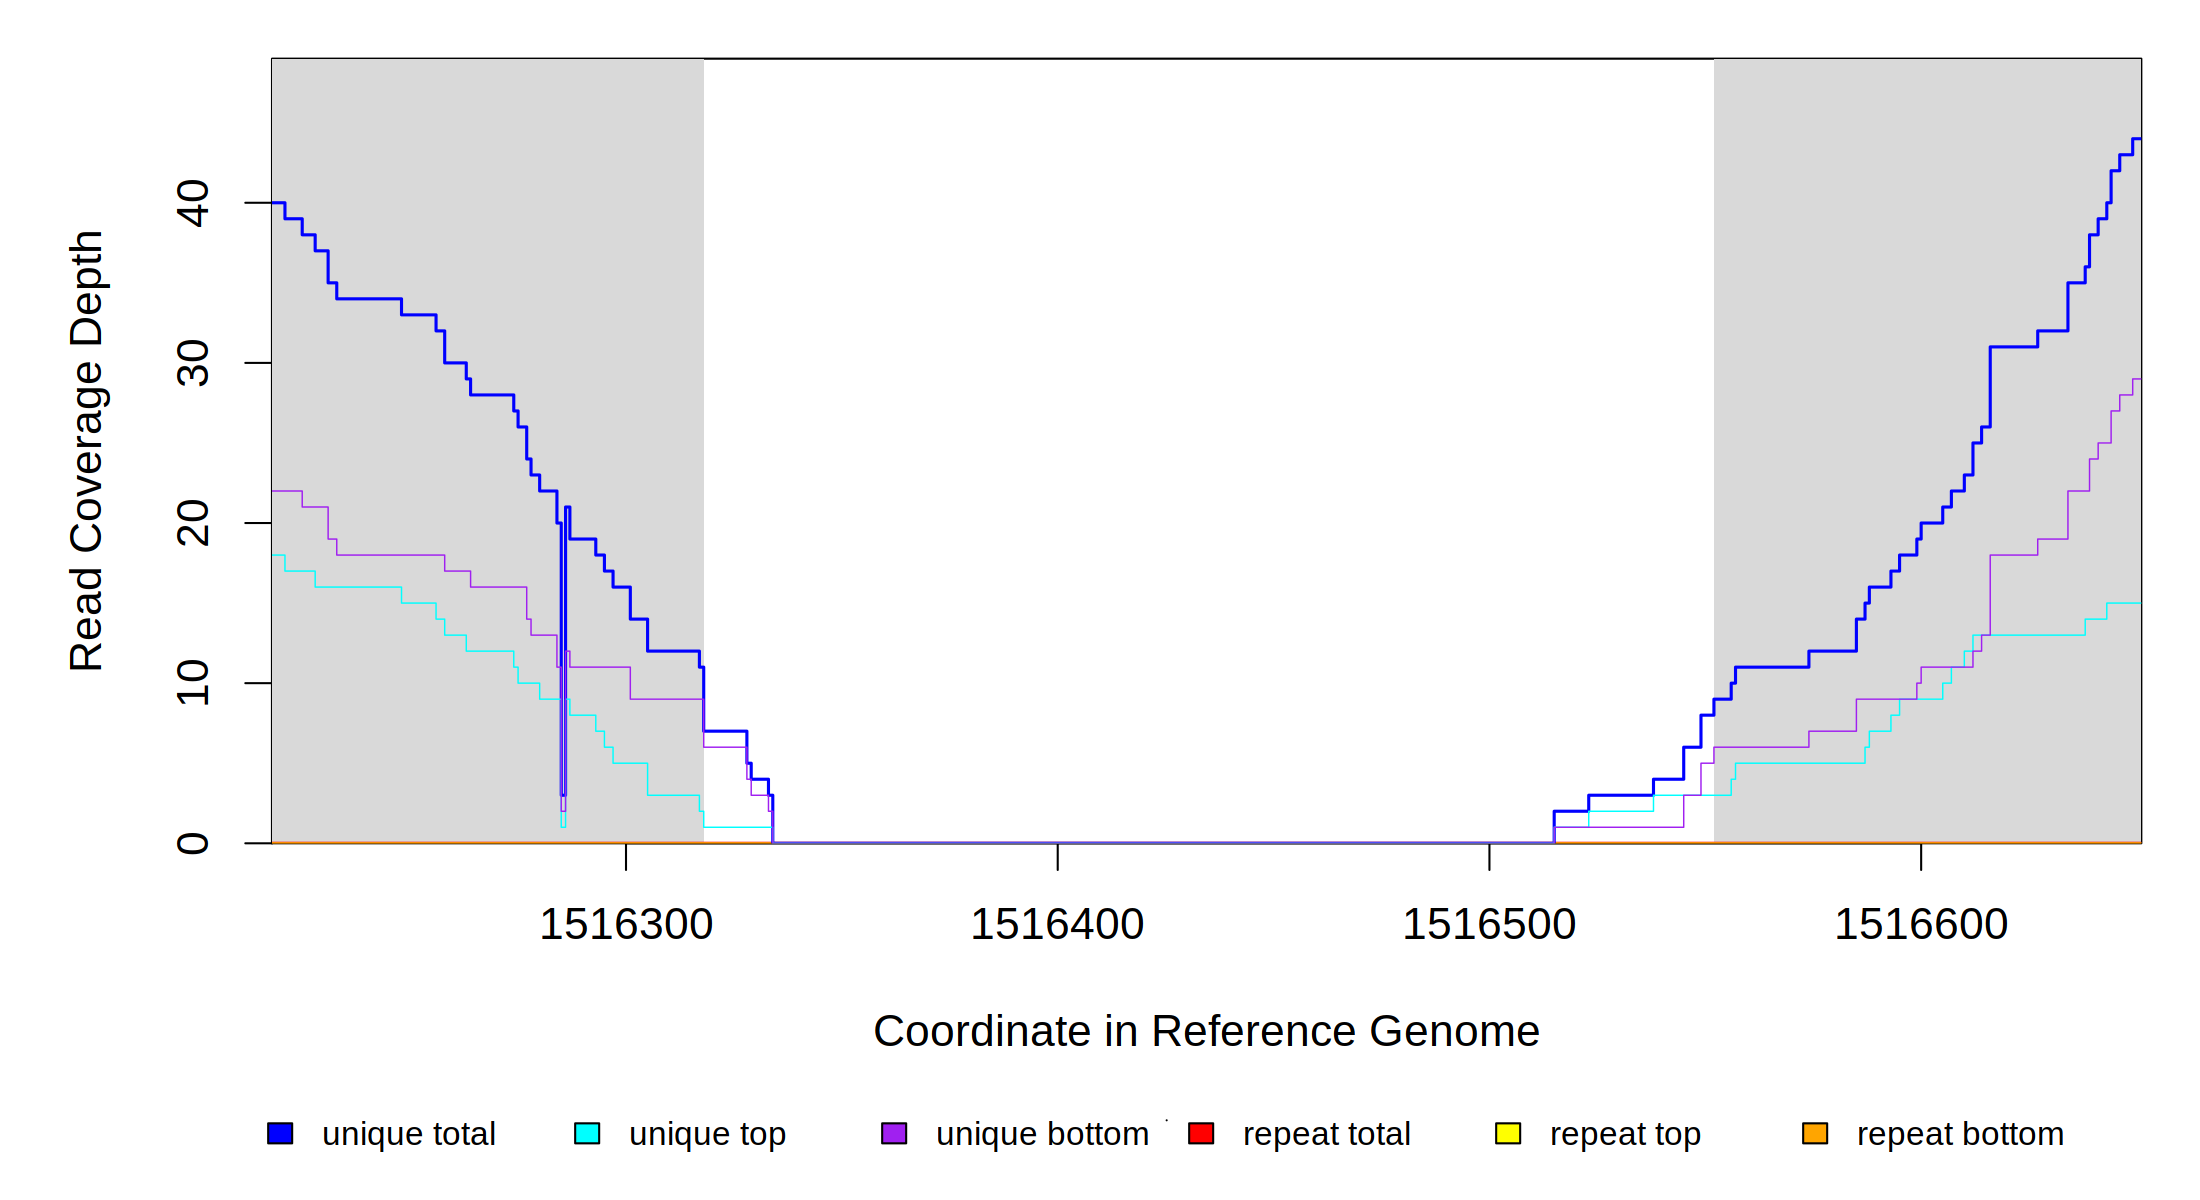 Read Coverage Depth
40
30
20
10
0
1516300 1516400 1516500 1516600
Coordinate in Reference Genome
unique total unique top unique bottom repeat total repeat top repeat bottom